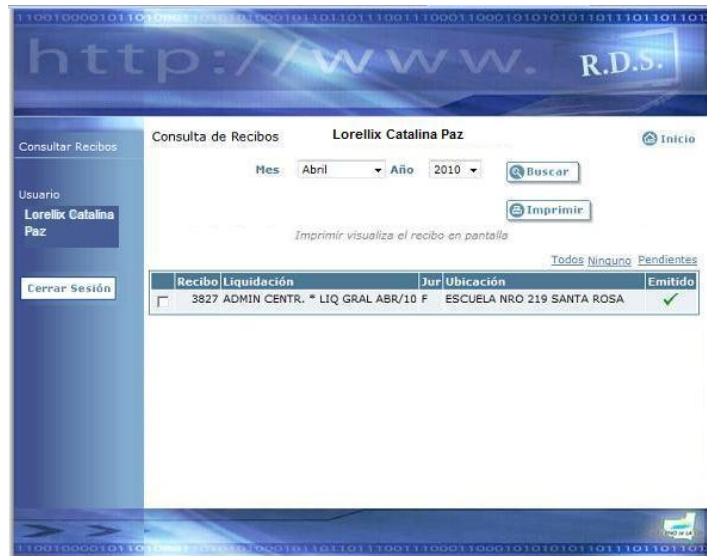 http://www.
R.D.S.
Consultar Recibos
Usuario
Lorellix Catalina
Paz
Cerrar Sesión
Consulta de Recibos Lorellix Catalina Paz Inicio
Mes Abril Año 2010 Buscar
Imprimir
Imprimir visualiza el recibo en pantalla
Todos Ninguno Pendientes
Recibo Liquidación Jur Ubicación Emitido
3827 ADMIN CENTR. * LIQ GRAL ABR/10 F ESCUELA NRO 219 SANTA ROSA